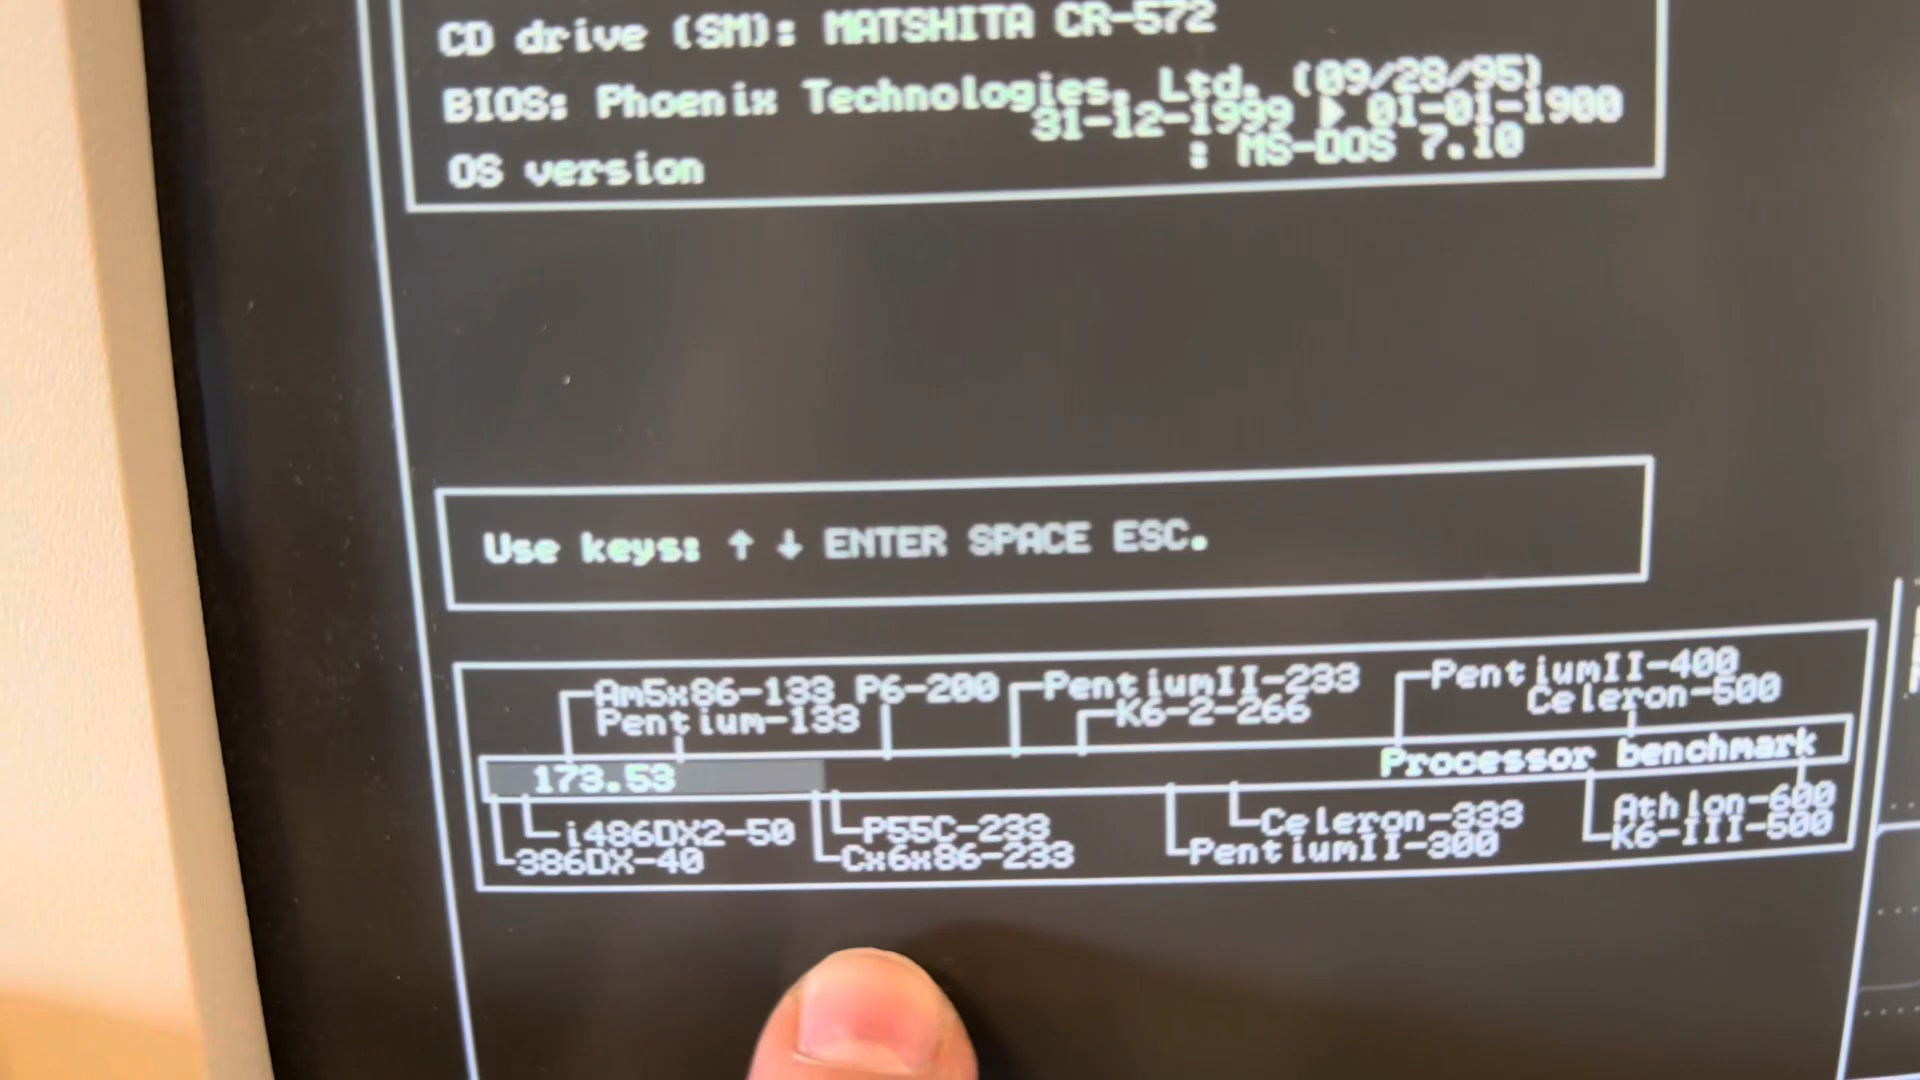 CD drive (SM): MATSHITA CR-572
BIOS: Phoenix Technologies, Ltd. (09/28/95)
31-12-1999 ► 01-01-1900
OS version : MS-DOS 7.10
Use keys: ↑ ↓ ENTER SPACE ESC.
Am5x86-133 P6-200 PentiumII-233 PentiumII-400
Pentium-133 K6-2-266 Celeron-500
173.53 Processor benchmark
i486DX2-50 P55C-233 Celeron-333 Athlon-600
386DX-40 Cx6x86-233 PentiumII-300 K6-III-500